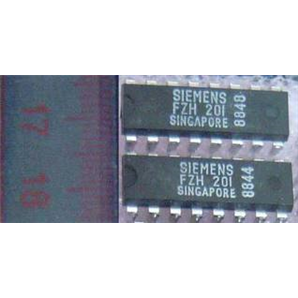 17
18
SIEMENS
FZH 201
SINGAPORE
8848
SIEMENS
FZH 201
SINGAPORE
8844